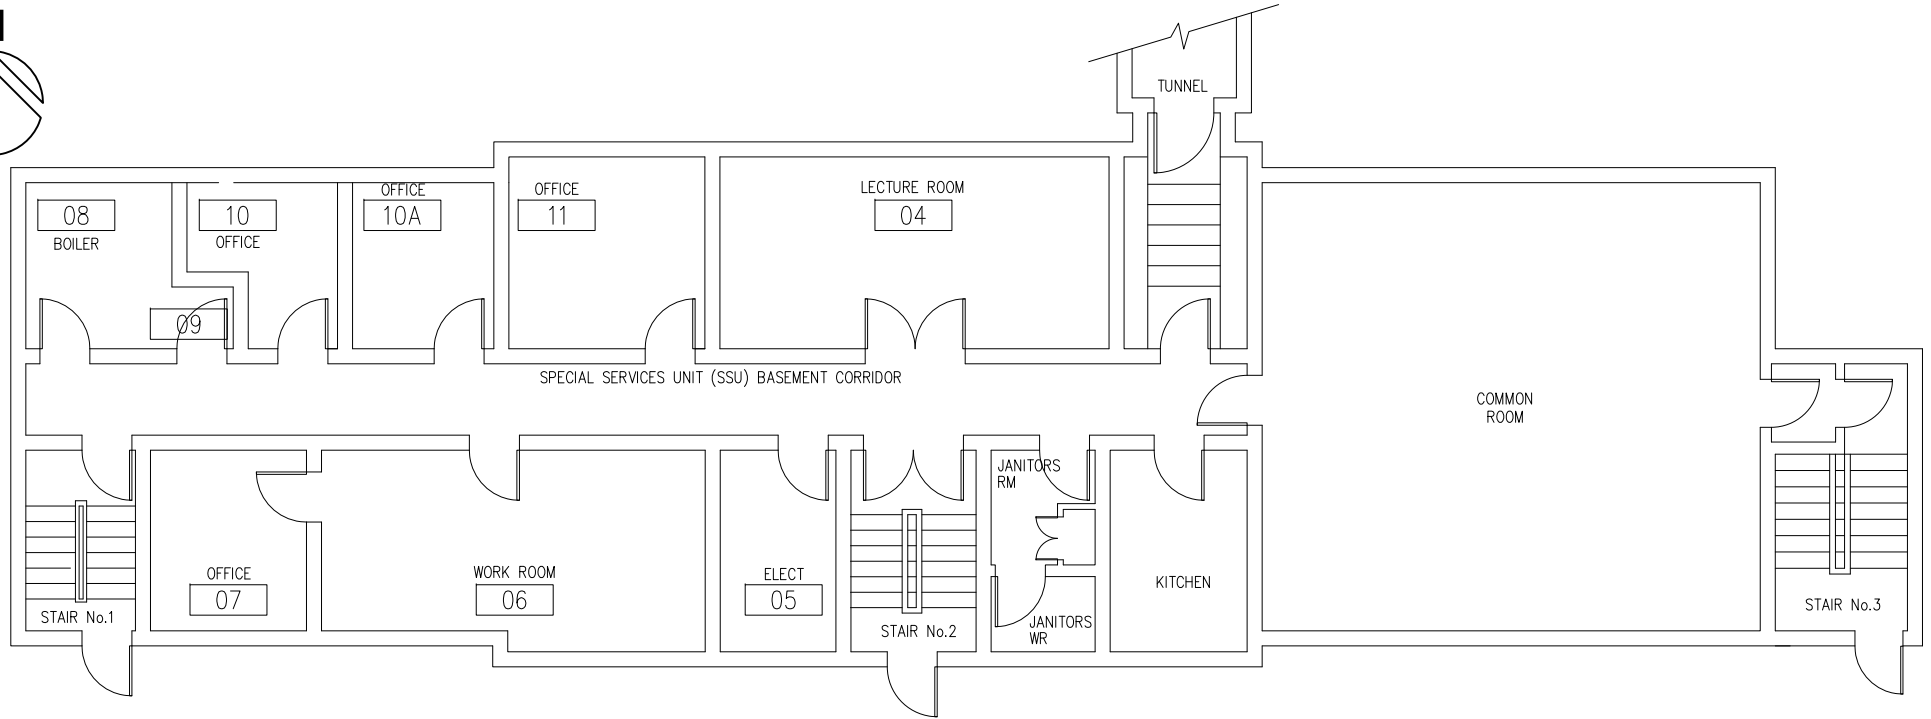 TUNNEL
OFFICE
OFFICE
LECTURE ROOM
08
10
10A
11
04
BOILER
OFFICE
09
SPECIAL SERVICES UNIT (SSU) BASEMENT CORRIDOR
COMMON
ROOM
JANITORS
RM
OFFICE
WORK ROOM
ELECT
KITCHEN
07
06
05
STAIR No.1
STAIR No.2
JANITORS
WR
STAIR No.3